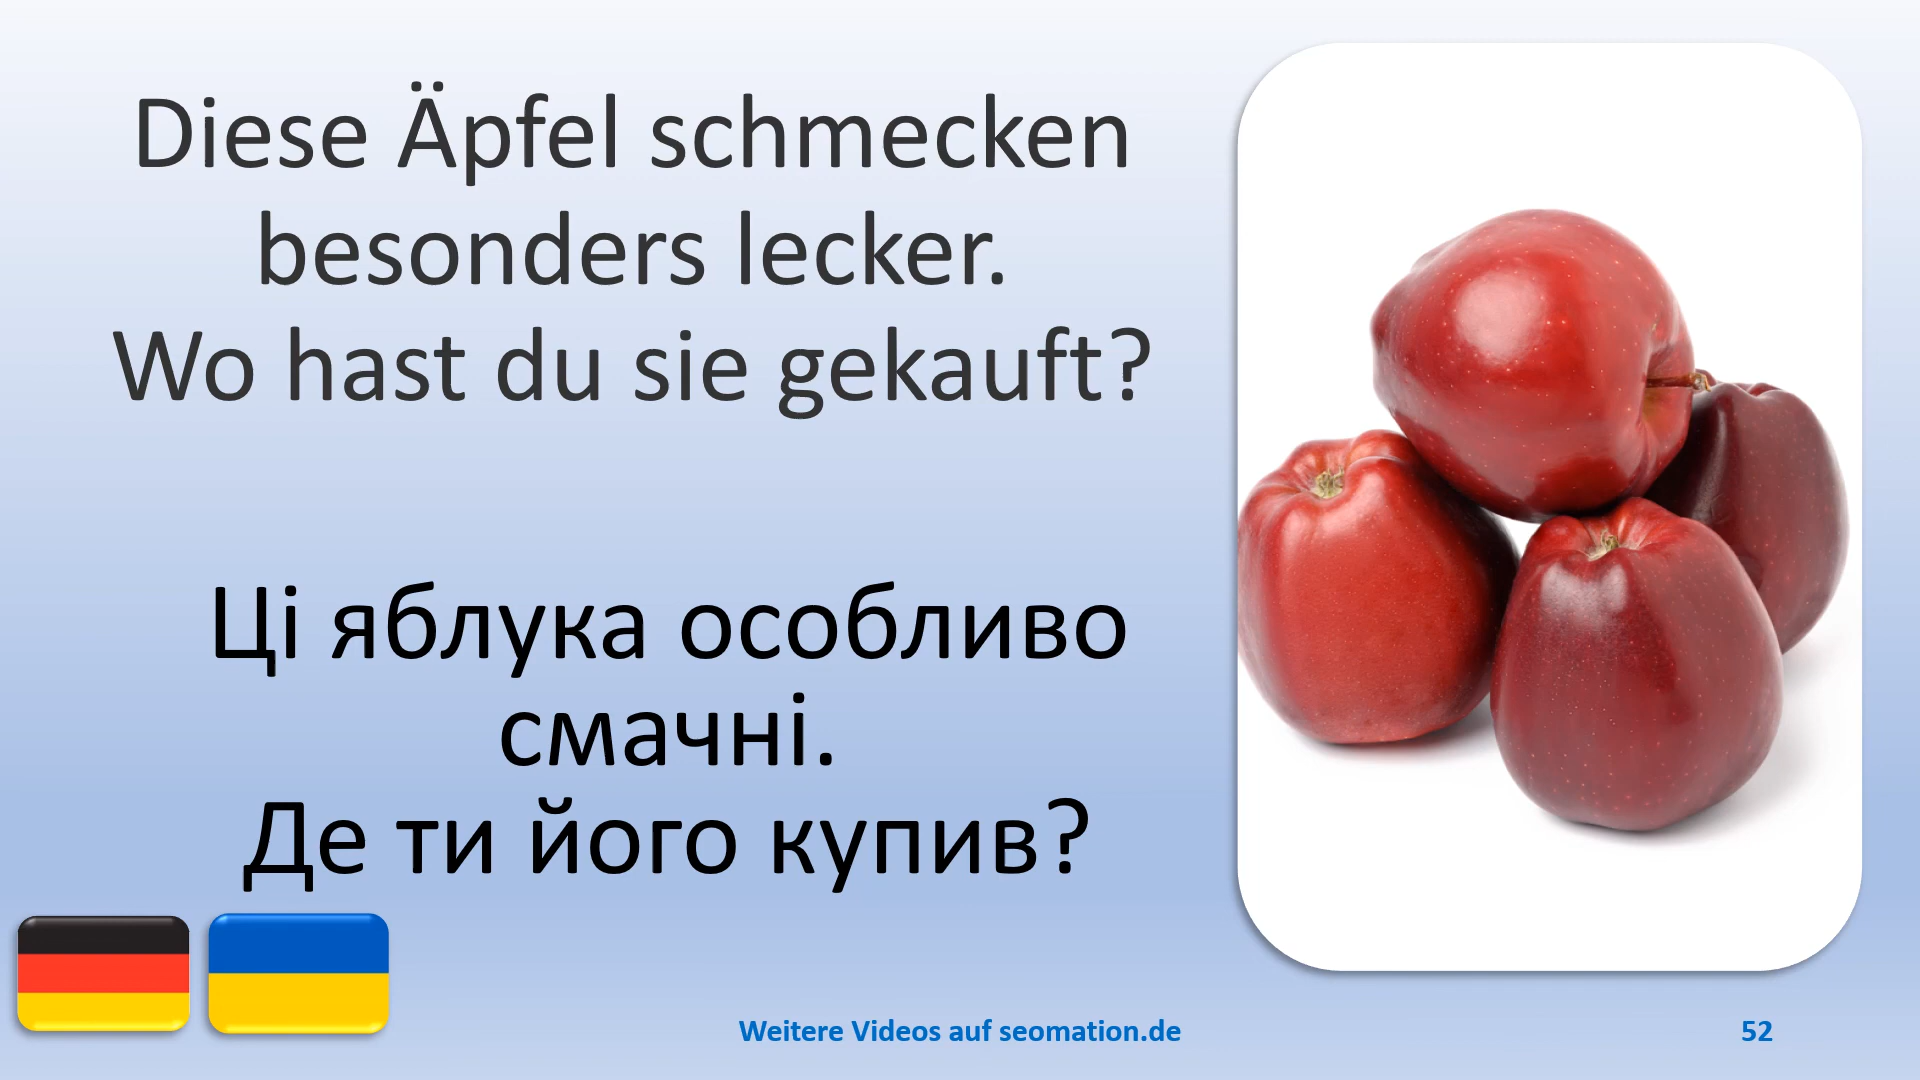 Diese Äpfel schmecken
besonders lecker.
Wo hast du sie gekauft?
Ці яблука особливо
смачні.
Де ти його купив?
Weitere Videos auf seomation.de
52